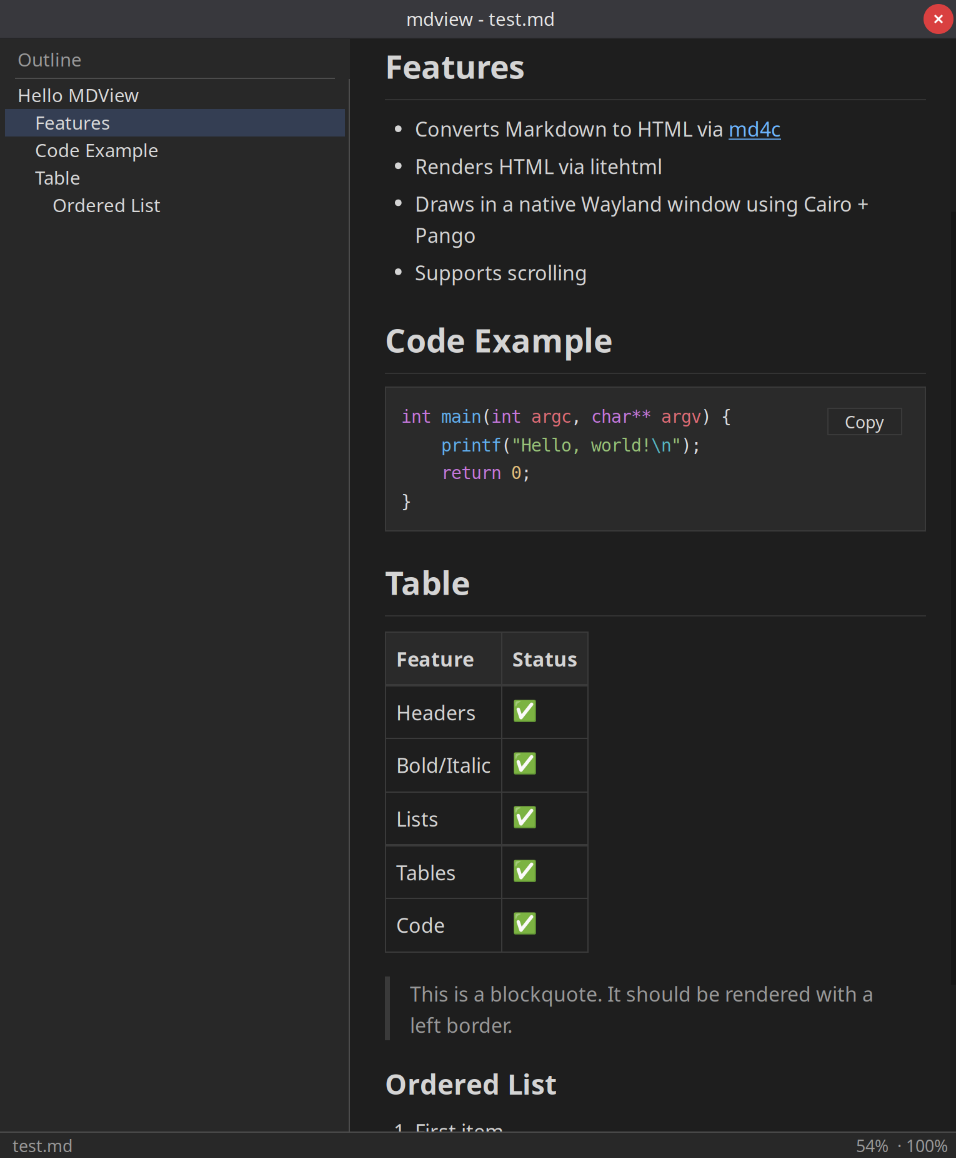 mdview - test.md
Outline
Hello MDView
Features
Code Example
Table
Ordered List
Features
• Converts Markdown to HTML via md4c
• Renders HTML via litehtml
• Draws in a native Wayland window using Cairo +
Pango
• Supports scrolling
Code Example
int main(int argc, char** argv) {
Copy
    printf("Hello, world!\n");
    return 0;
}
Table
Feature Status
Headers ✅
Bold/Italic ✅
Lists ✅
Tables ✅
Code ✅
This is a blockquote. It should be rendered with a
left border.
Ordered List
1. First item
test.md
54% · 100%